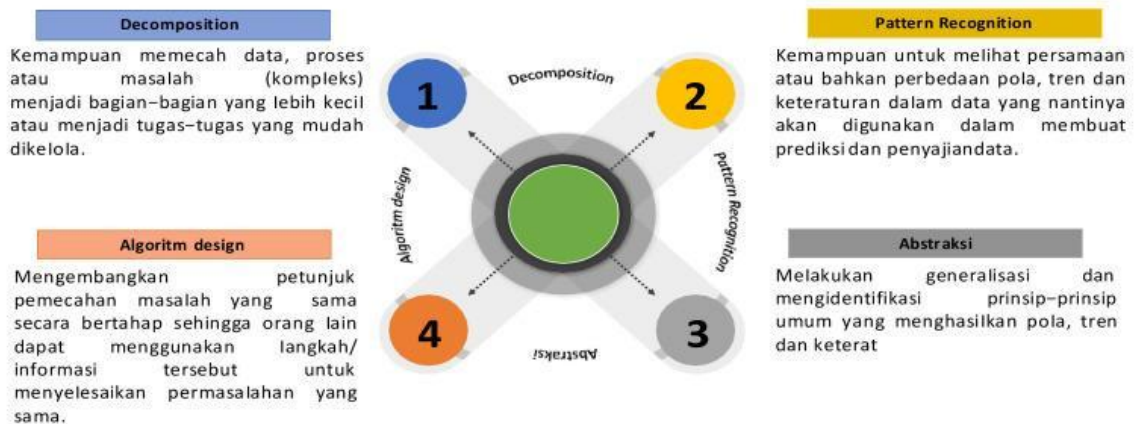 Decomposition
Kemampuan memecah data, proses
atau masalah (kompleks)
menjadi bagian–bagian yang lebih kecil
atau menjadi tugas–tugas yang mudah
dikelola.
Pattern Recognition
Kemampuan untuk melihat persamaan
atau bahkan perbedaan pola, tren dan
keteraturan dalam data yang nantinya
akan digunakan dalam membuat
prediksi dan penyajiandata.
1
Decomposition
2
Algoritm design
Pattern Recognition
4
Abstraksi
3
Algoritm design
Mengembangkan petunjuk
pemecahan masalah yang sama
secara bertahap sehingga orang lain
dapat menggunakan langkah/
informasi tersebut untuk
menyelesaikan permasalahan yang
sama.
Abstraksi
Melakukan generalisasi dan
mengidentifikasi prinsip–prinsip
umum yang menghasilkan pola, tren
dan keterat